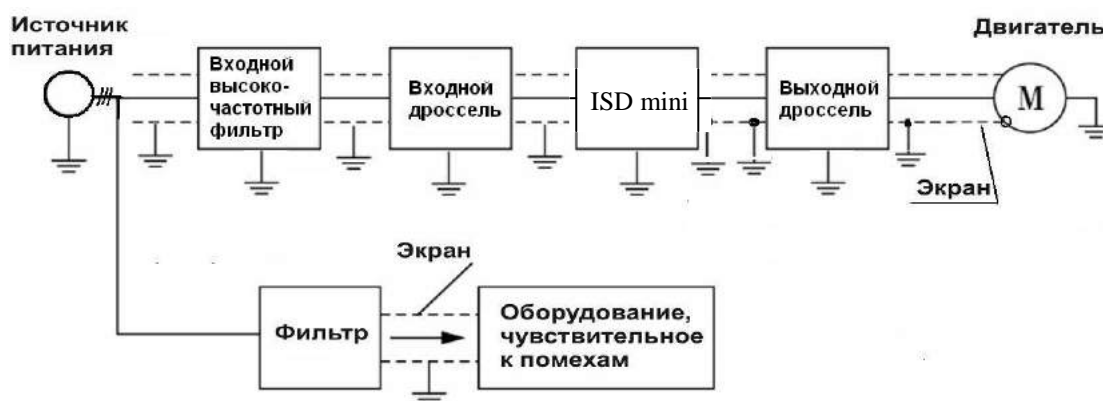 Источник
питания
Двигатель
Входной
высоко-
частотный
фильтр
Входной
дроссель
ISD mini
Выходной
дроссель
М
Экран
Экран
Фильтр
Оборудование,
чувствительное
к помехам